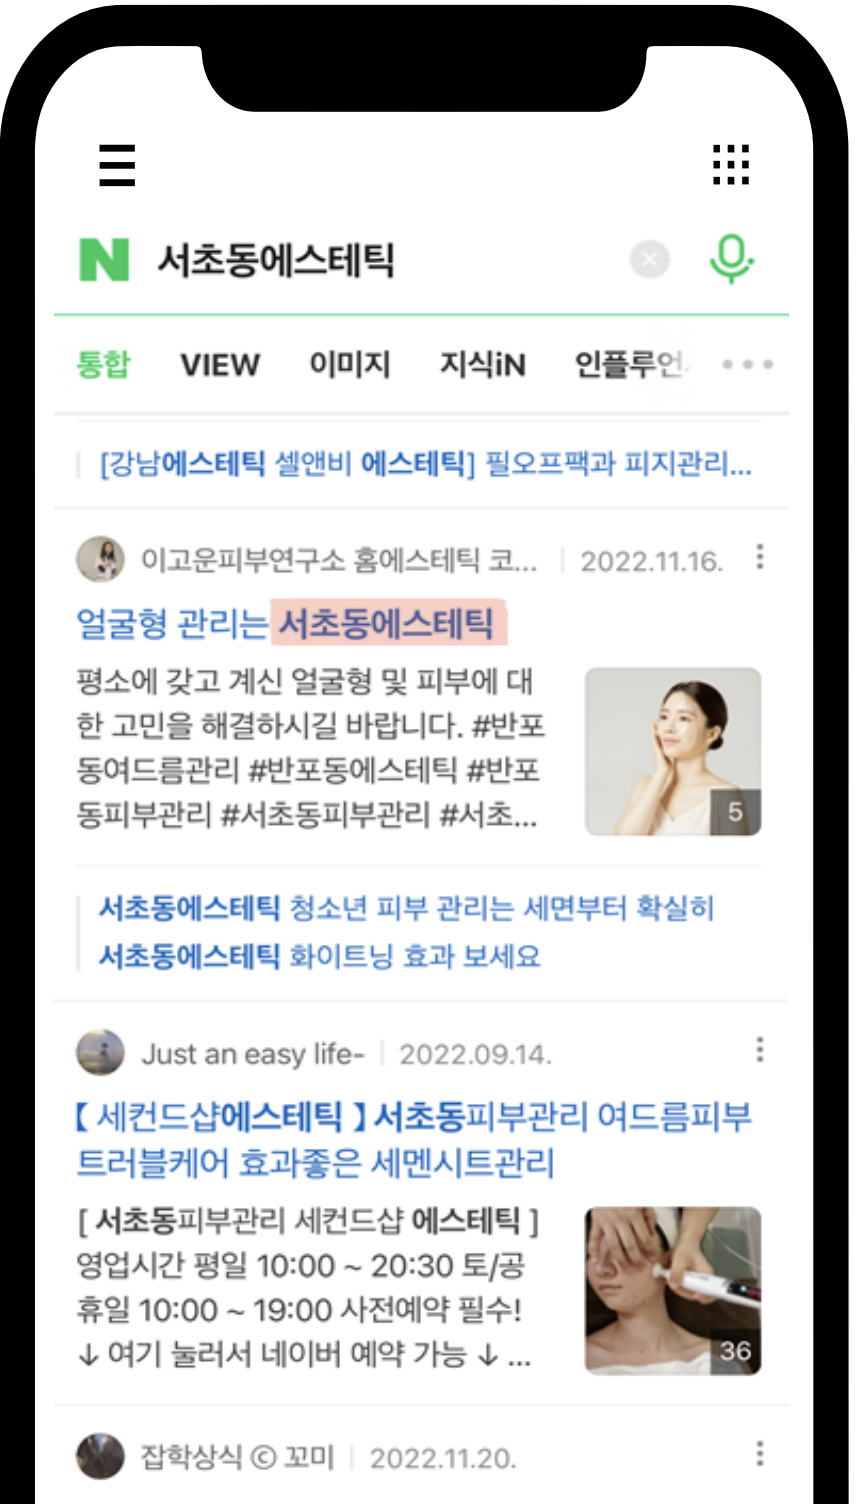 N 서초동에스테틱
통합 VIEW 이미지 지식iN 인플루언
[강남에스테틱 셀앤비 에스테틱] 필오프팩과 피지관리...
이고운피부연구소 홈에스테틱 코... 2022.11.16.
얼굴형 관리는 서초동에스테틱
평소에 갖고 계신 얼굴형 및 피부에 대
한 고민을 해결하시길 바랍니다. #반포
동여드름관리 #반포동에스테틱 #반포
동피부관리 #서초동피부관리 #서초...
5
서초동에스테틱 청소년 피부 관리는 세면부터 확실히
서초동에스테틱 화이트닝 효과 보세요
Just an easy life- 2022.09.14.
【 세컨드샵에스테틱 】 서초동피부관리 여드름피부
트러블케어 효과좋은 세멘시트관리
[ 서초동피부관리 세컨드샵 에스테틱 ]
영업시간 평일 10:00 ~ 20:30 토/공
휴일 10:00 ~ 19:00 사전예약 필수!
↓ 여기 눌러서 네이버 예약 가능 ↓ ...
36
잡학상식 © 꼬미 2022.11.20.